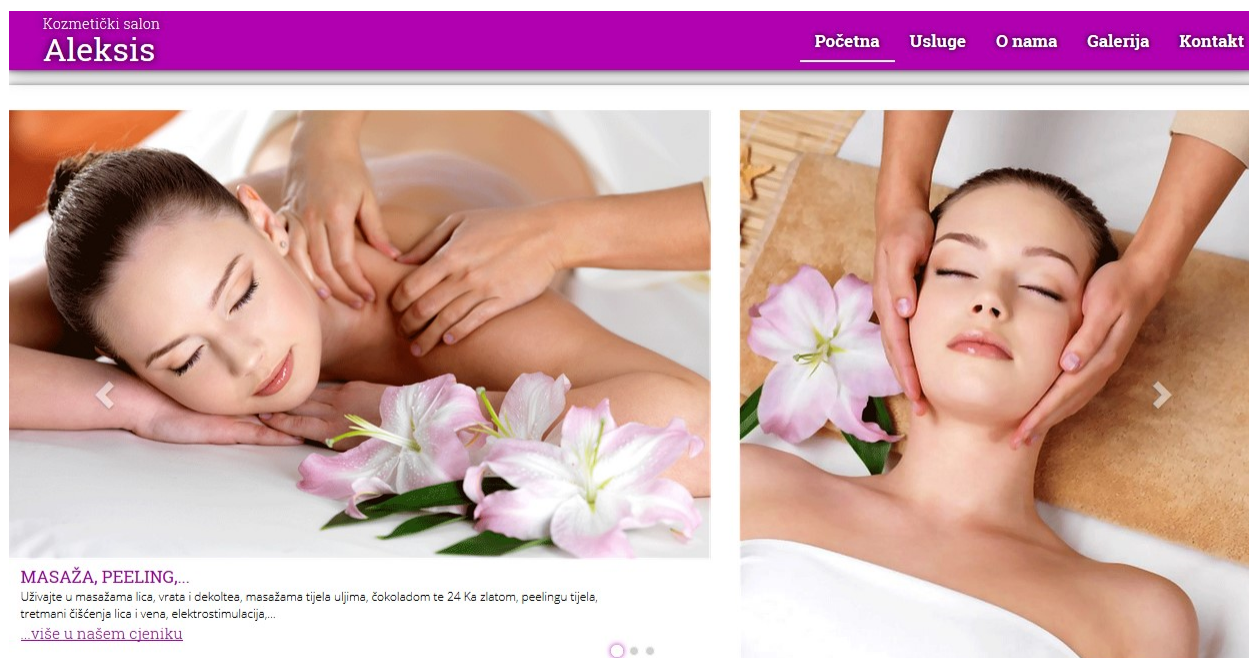 Kozmetički salon
Aleksis
Početna Usluge O nama Galerija Kontakt
MASAŽA, PEELING,...
Uživajte u masažama lica, vrata i dekoltea, masažama tijela uljima, čokoladom te 24 Ka zlatom, peelingu tijela,
tretmani čišćenja lica i vena, elektrostimulacija,...
...više u našem cjeniku